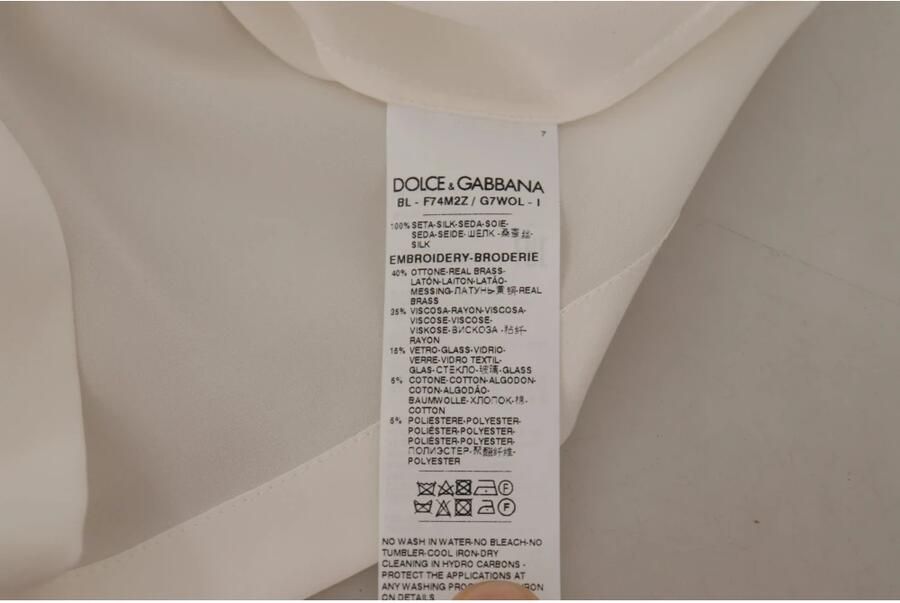 7
DOLCE & GABBANA
BL - F74M2Z / G7WOL - I
100% SETA-SILK-SEDA-SOIE-
SEDA-SEIDE-ШЕЛК-桑蚕丝-
SILK
EMBROIDERY-BRODERIE
40% OTTONE-REAL BRASS-
LATÓN-LAITON-LATÃO-
MESSING-ЛАТУНЬ-黄铜-REAL
BRASS
35% VISCOSA-RAYON-VISCOSA-
VISCOSE-VISCOSE-
VISKOSE-ВИСКОЗА-粘纤-
RAYON
15% VETRO-GLASS-VIDRIO-
VERRE-VIDRO TEXTIL-
GLAS-СТЕКЛО-玻璃-GLASS
5% COTONE-COTTON-ALGODON-
COTON-ALGODÃO-
BAUMWOLLE-ХЛОПОК-棉-
COTTON
5% POLIESTERE-POLYESTER-
POLIÉSTER-POLYESTER-
POLIÉSTER-POLYESTER-
ПОЛИЭСТЕР-聚酯纤维-
POLYESTER
F
F
NO WASH IN WATER-NO BLEACH-NO
TUMBLER-COOL IRON-DRY
CLEANING IN HYDRO CARBONS -
PROTECT THE APPLICATIONS AT
ANY WASHING IRON
ON DETAILS